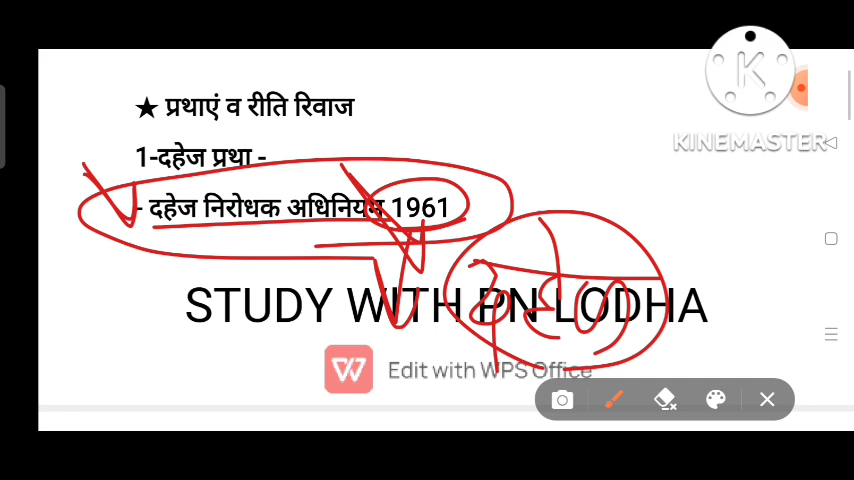 KINEMASTER
★ प्रथाएं व रीति रिवाज
1-दहेज प्रथा -
- दहेज निरोधक अधिनियम 1961
STUDY WITH PN LODHA
Edit with WPS Office